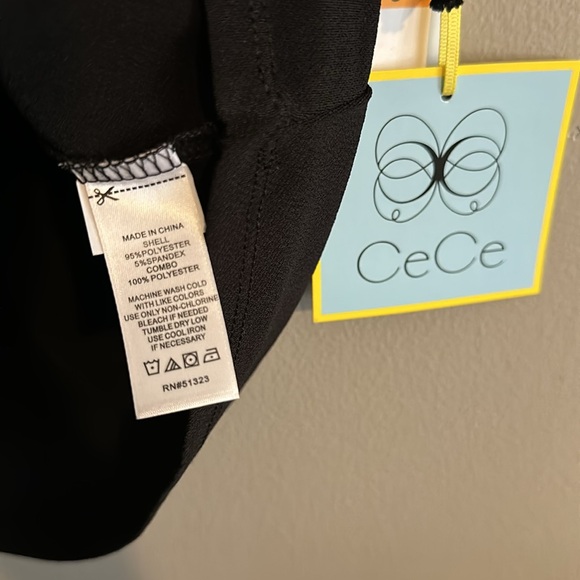 MADE IN CHINA
SHELL
95%POLYESTER
5%SPANDEX
COMBO
100%POLYESTER
MACHINE WASH COLD
WITH LIKE COLORS
USE ONLY NON-CHLORINE
BLEACH IF NEEDED
TUMBLE DRY LOW
USE COOL IRON
IF NECESSARY
RN#51323
CeCe